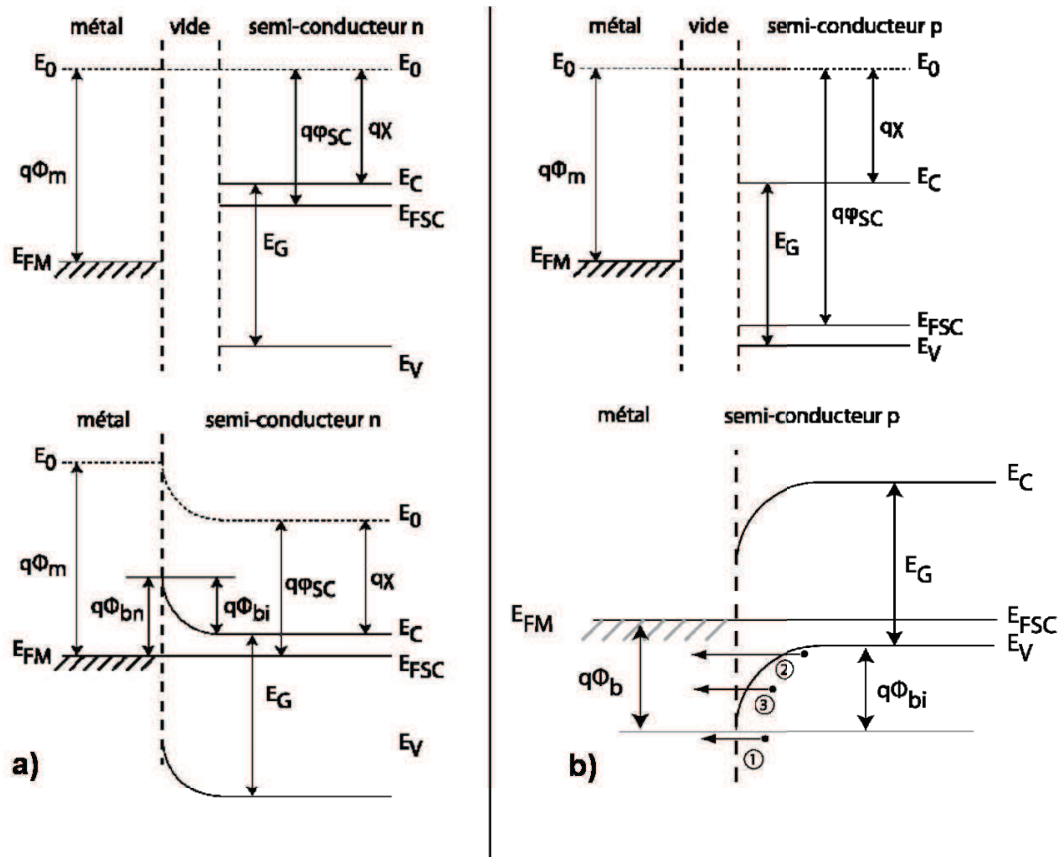 métal vide semi-conducteur n
E0 E0
qφSC
qχ
qΦm
EC
EFSC
EG
EFM
EV
métal semi-conducteur n
E0
E0
qΦm
qφSC
qχ
qΦbn
qΦbi
EC
EFM
EFSC
EG
EV
a)
métal vide semi-conducteur p
E0 E0
qχ
qΦm
EC
qφSC
EG
EFM
EFSC
EV
métal semi-conducteur p
EC
EG
EFM
EFSC
EV
②
qΦb
③
qΦbi
①
b)